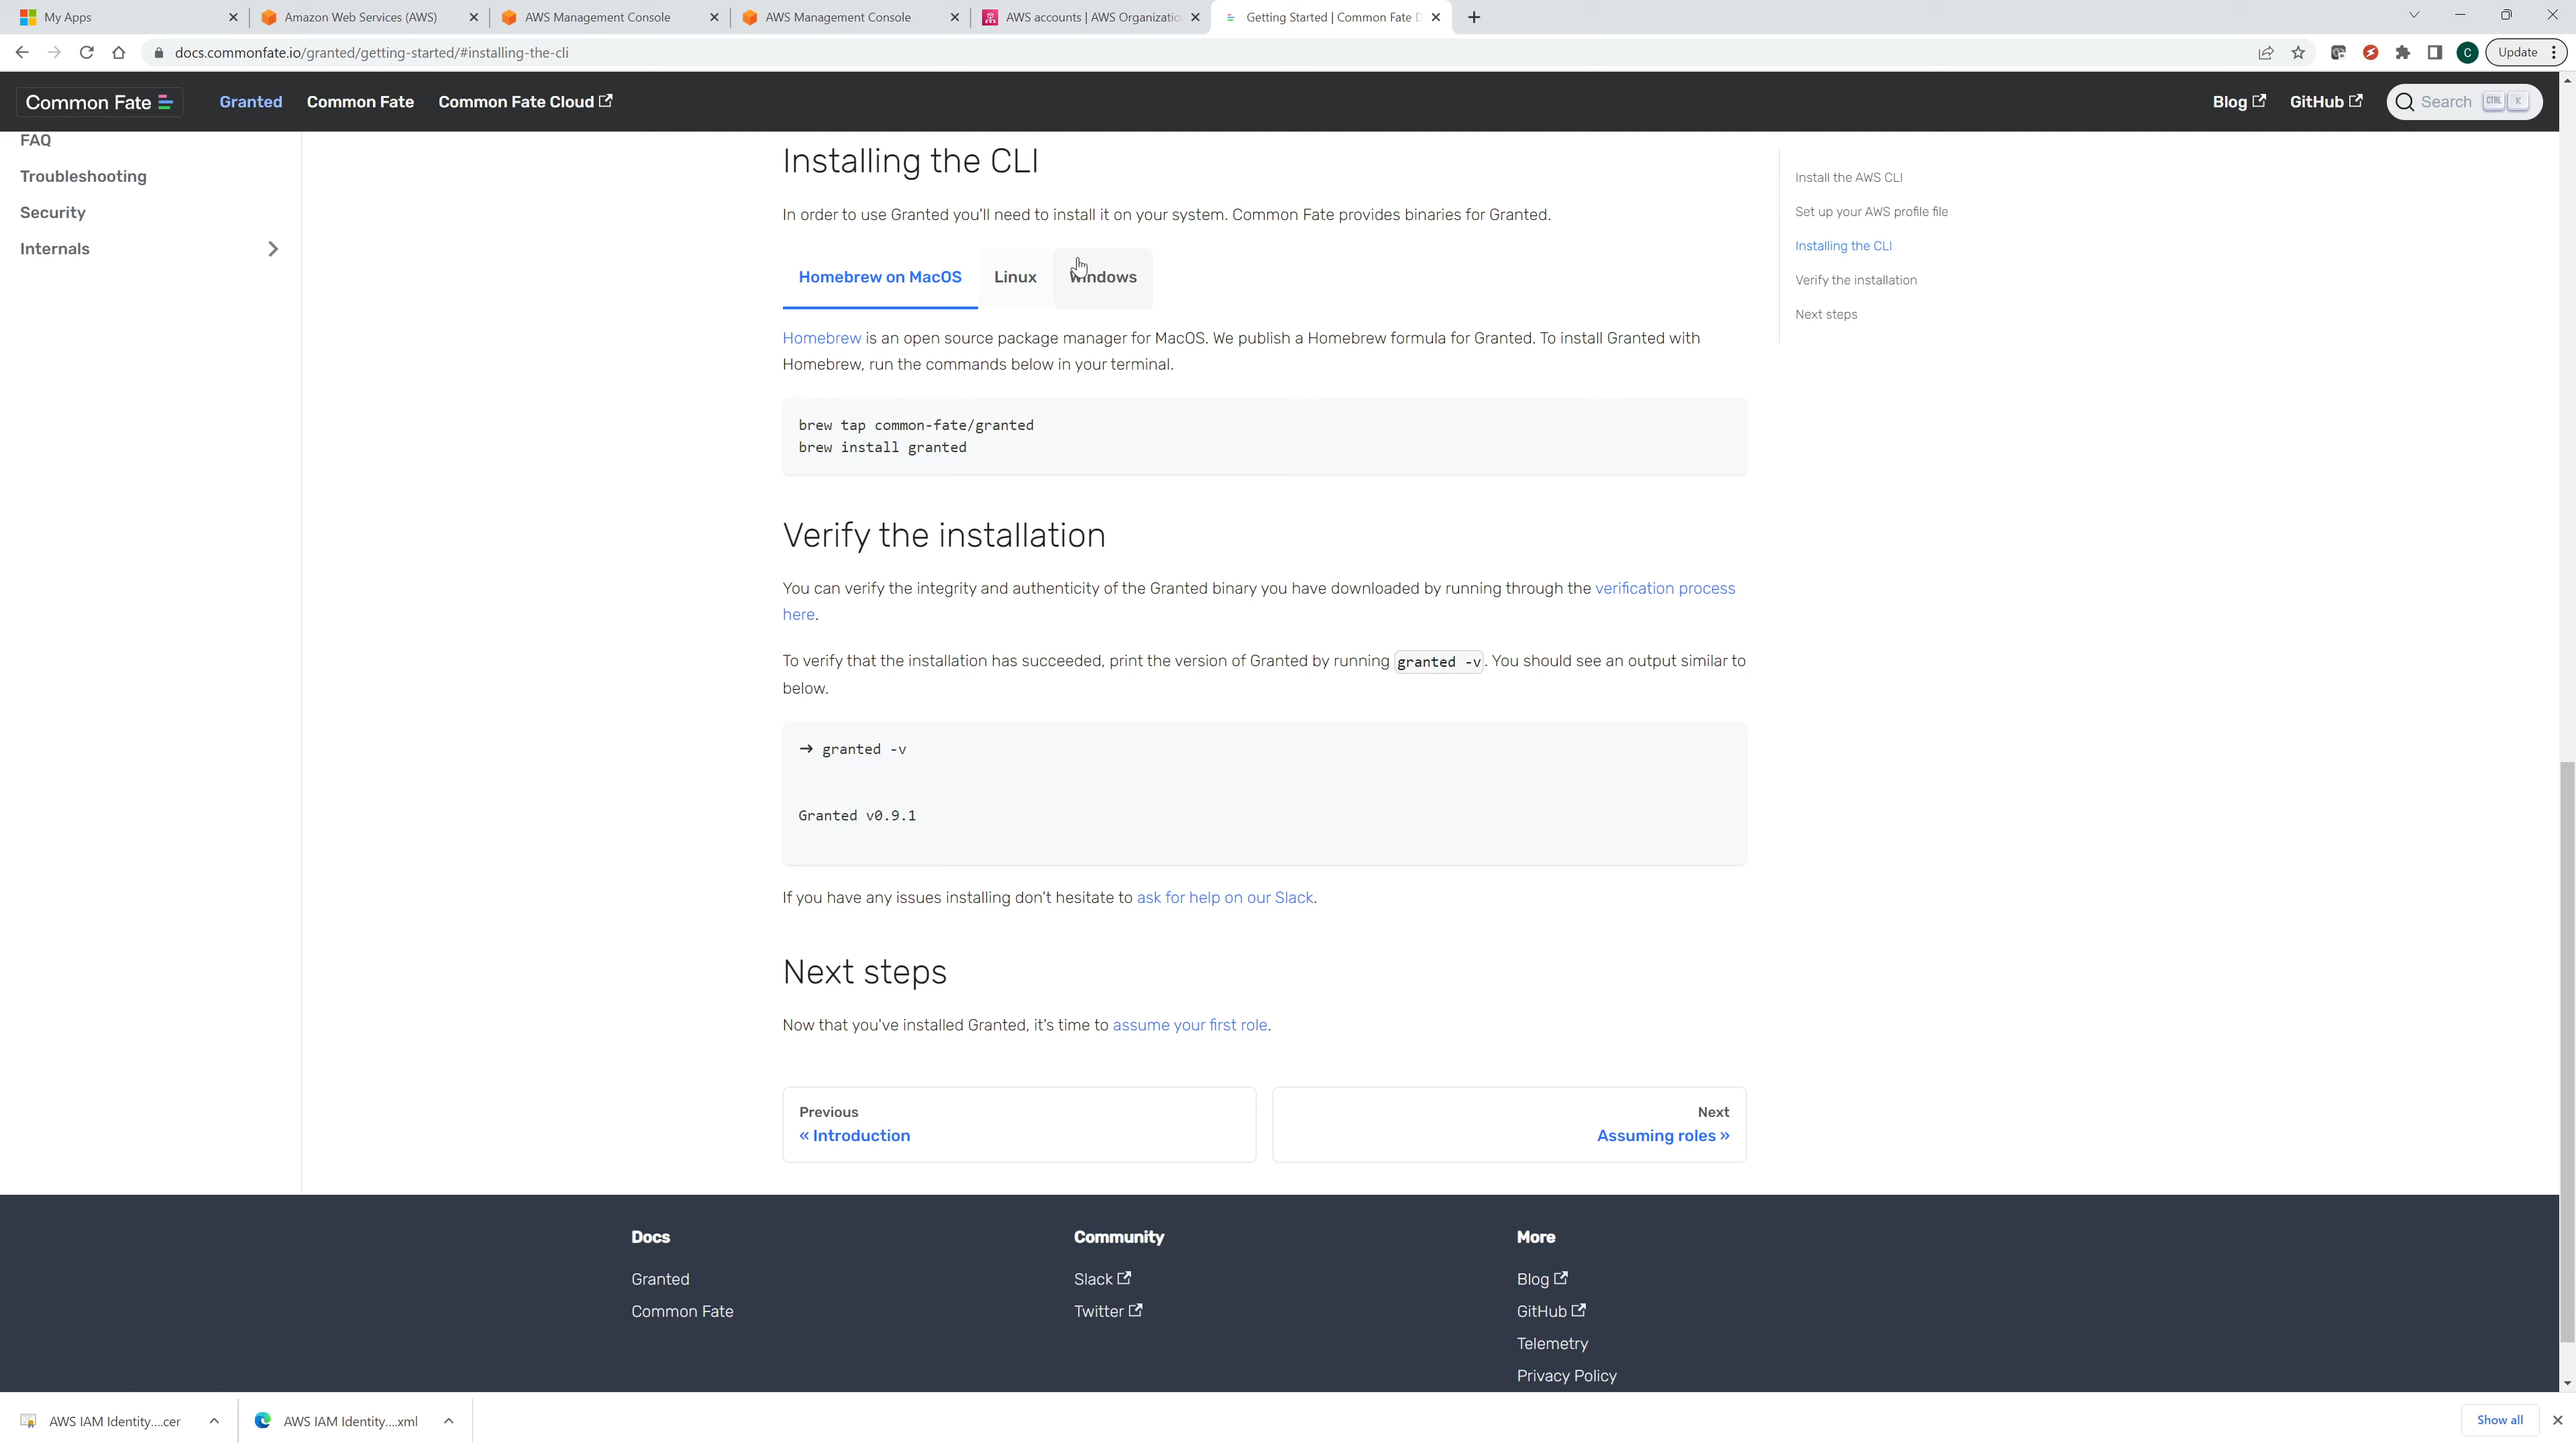 My Apps
Amazon Web Services (AWS)
AWS Management Console
AWS Management Console
AWS accounts | AWS Organizatio
Getting Started | Common Fate D
docs.commonfate.io/granted/getting-started/#installing-the-cli
C
Update
Common Fate
Granted
Common Fate
Common Fate Cloud
Blog
GitHub
Search
CTRL
K
FAQ
Troubleshooting
Security
Internals
Installing the CLI
In order to use Granted you'll need to install it on your system. Common Fate provides binaries for Granted.
Homebrew on MacOS
Linux
Windows
Homebrew is an open source package manager for MacOS. We publish a Homebrew formula for Granted. To install Granted with
Homebrew, run the commands below in your terminal.
brew tap common-fate/granted
brew install granted
Verify the installation
You can verify the integrity and authenticity of the Granted binary you have downloaded by running through the verification process
here.
To verify that the installation has succeeded, print the version of Granted by running granted -v. You should see an output similar to
below.
➜ granted -v
Granted v0.9.1
If you have any issues installing don't hesitate to ask for help on our Slack.
Next steps
Now that you've installed Granted, it's time to assume your first role.
Previous
« Introduction
Next
Assuming roles »
Install the AWS CLI
Set up your AWS profile file
Installing the CLI
Verify the installation
Next steps
Docs
Granted
Common Fate
Community
Slack
Twitter
More
Blog
GitHub
Telemetry
Privacy Policy
AWS IAM Identity....cer
AWS IAM Identity....xml
Show all